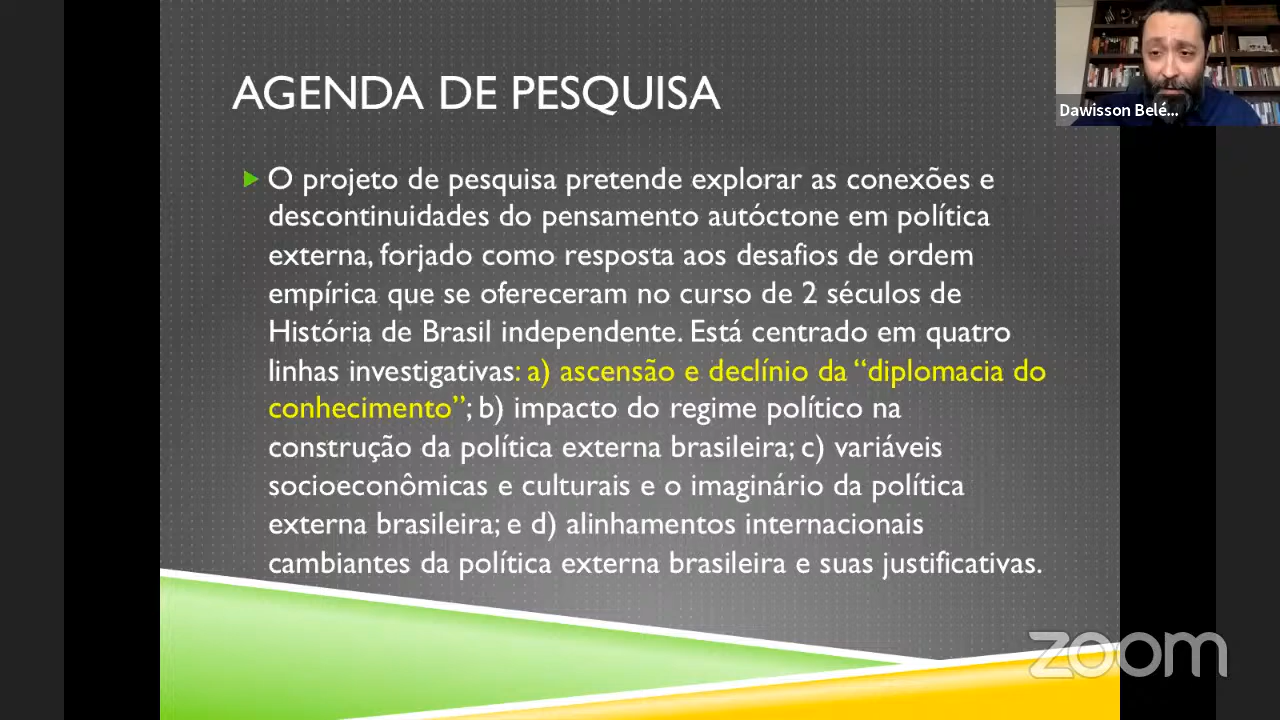 AGENDA DE PESQUISA
Dawisson Belé...
O projeto de pesquisa pretende explorar as conexões e
descontinuidades do pensamento autóctone em política
externa, forjado como resposta aos desafios de ordem
empírica que se ofereceram no curso de 2 séculos de
História de Brasil independente. Está centrado em quatro
linhas investigativas: a) ascensão e declínio da “diplomacia do
conhecimento”; b) impacto do regime político na
construção da política externa brasileira; c) variáveis
socioeconômicas e culturais e o imaginário da política
externa brasileira; e d) alinhamentos internacionais
cambiantes da política externa brasileira e suas justificativas.
zoom